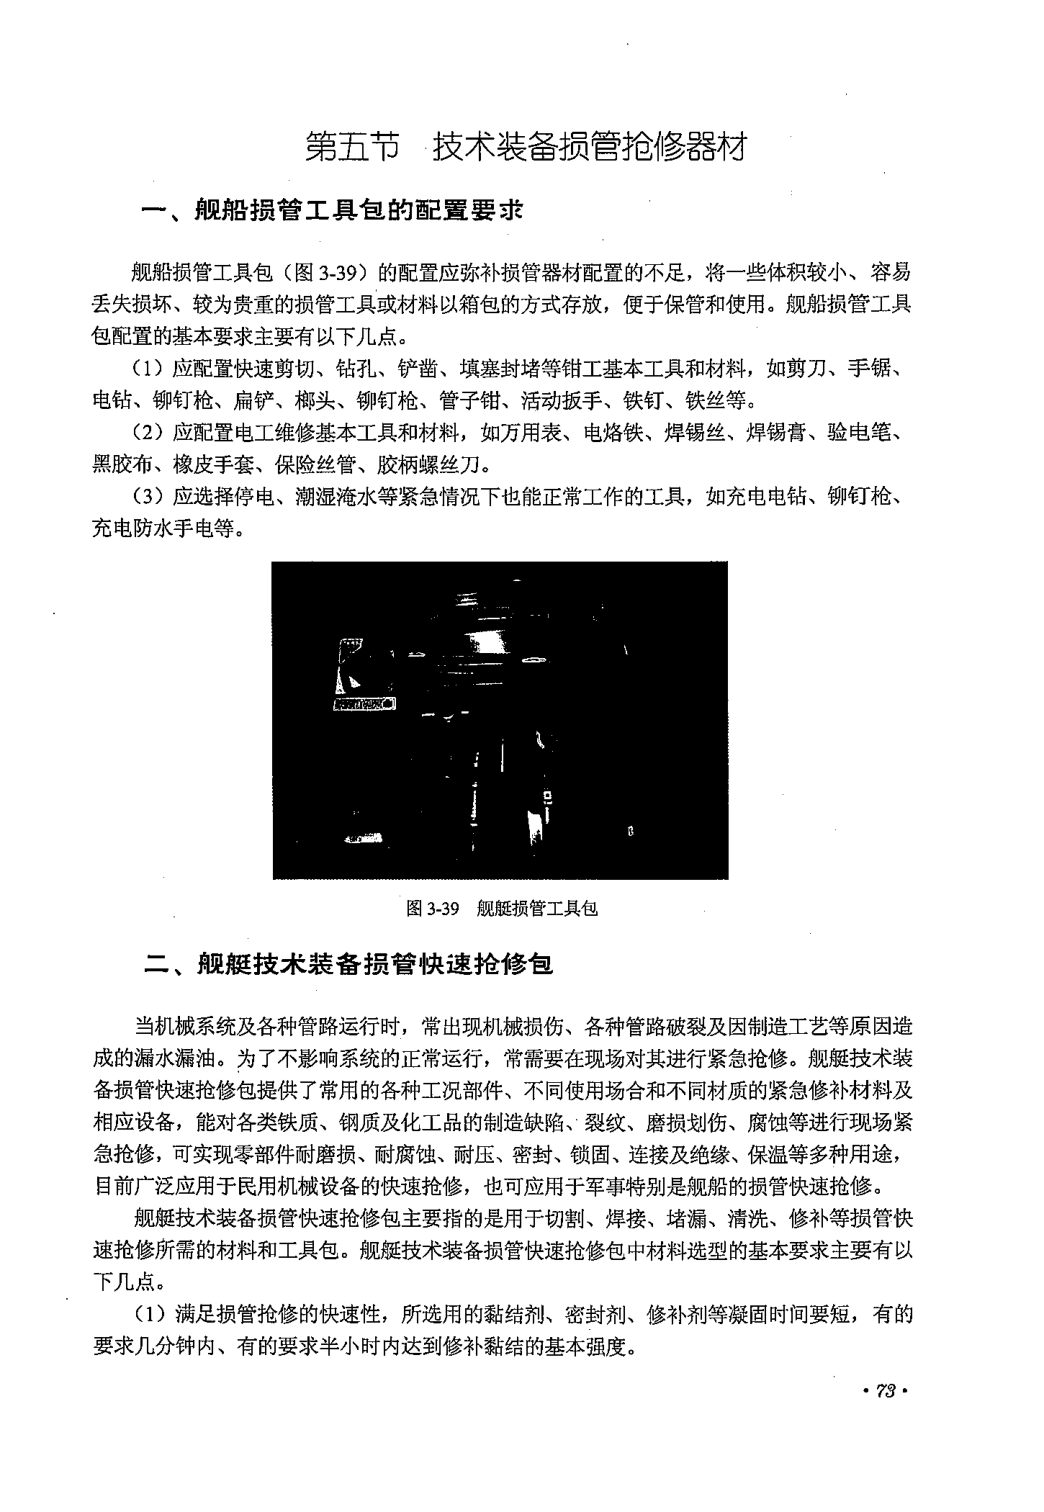 第五节 技术装备损管抢修器材
一、舰船损管工具包的配置要求
舰船损管工具包（图 3-39）的配置应弥补损管器材配置的不足，将一些体积较小、容易
丢失损坏、较为贵重的损管工具或材料以箱包的方式存放，便于保管和使用。舰船损管工具
包配置的基本要求主要有以下几点。
（1）应配置快速剪切、钻孔、铲凿、填塞封堵等钳工基本工具和材料，如剪刀、手锯、
电钻、铆钉枪、扁铲、榔头、铆钉枪、管子钳、活动扳手、铁钉、铁丝等。
（2）应配置电工维修基本工具和材料，如万用表、电烙铁、焊锡丝、焊锡膏、验电笔、
黑胶布、橡皮手套、保险丝管、胶柄螺丝刀。
（3）应选择停电、潮湿淹水等紧急情况下也能正常工作的工具，如充电电钻、铆钉枪、
充电防水手电等。
图 3-39 舰艇损管工具包
二、舰艇技术装备损管快速抢修包
当机械系统及各种管路运行时，常出现机械损伤、各种管路破裂及因制造工艺等原因造
成的漏水漏油。为了不影响系统的正常运行，常需要在现场对其进行紧急抢修。舰艇技术装
备损管快速抢修包提供了常用的各种工况部件、不同使用场合和不同材质的紧急修补材料及
相应设备，能对各类铁质、钢质及化工品的制造缺陷、裂纹、磨损划伤、腐蚀等进行现场紧
急抢修，可实现零部件耐磨损、耐腐蚀、耐压、密封、锁固、连接及绝缘、保温等多种用途，
目前广泛应用于民用机械设备的快速抢修，也可应用于军事特别是舰船的损管快速抢修。
舰艇技术装备损管快速抢修包主要指的是用于切割、焊接、堵漏、清洗、修补等损管快
速抢修所需的材料和工具包。舰艇技术装备损管快速抢修包中材料选型的基本要求主要有以
下几点。
（1）满足损管抢修的快速性，所选用的黏结剂、密封剂、修补剂等凝固时间要短，有的
要求几分钟内、有的要求半小时内达到修补黏结的基本强度。
·73·